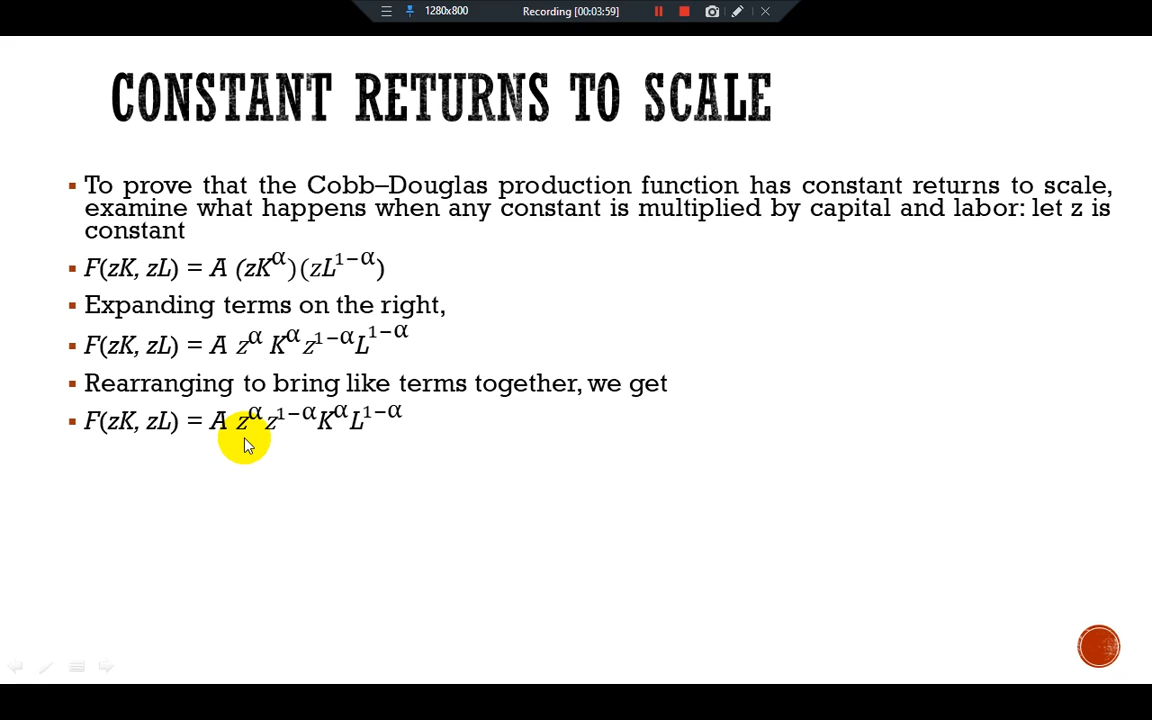 1280x800
Recording [00:03:59]
CONSTANT RETURNS TO SCALE
▪ To prove that the Cobb–Douglas production function has constant returns to scale,
examine what happens when any constant is multiplied by capital and labor: let z is
constant
▪ F(zK, zL) = A (zK^α)(zL^1−α)
▪ Expanding terms on the right,
▪ F(zK, zL) = A z^α K^α z^1−α L^1−α
▪ Rearranging to bring like terms together, we get
▪ F(zK, zL) = A z^α z^1−α K^α L^1−α